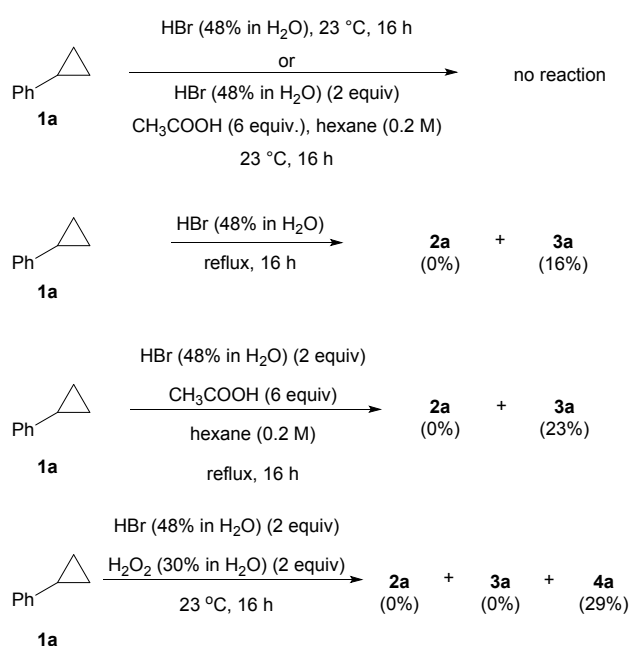 HBr (48% in H₂O), 23 °C, 16 h
or
HBr (48% in H₂O) (2 equiv)
CH₃COOH (6 equiv.), hexane (0.2 M)
23 °C, 16 h
Ph
1a
no reaction
HBr (48% in H₂O)
reflux, 16 h
Ph
1a
2a + 3a
(0%) (16%)
HBr (48% in H₂O) (2 equiv)
CH₃COOH (6 equiv)
hexane (0.2 M)
reflux, 16 h
Ph
1a
2a + 3a
(0%) (23%)
HBr (48% in H₂O) (2 equiv)
H₂O₂ (30% in H₂O) (2 equiv)
23 °C, 16 h
Ph
1a
2a + 3a + 4a
(0%) (0%) (29%)